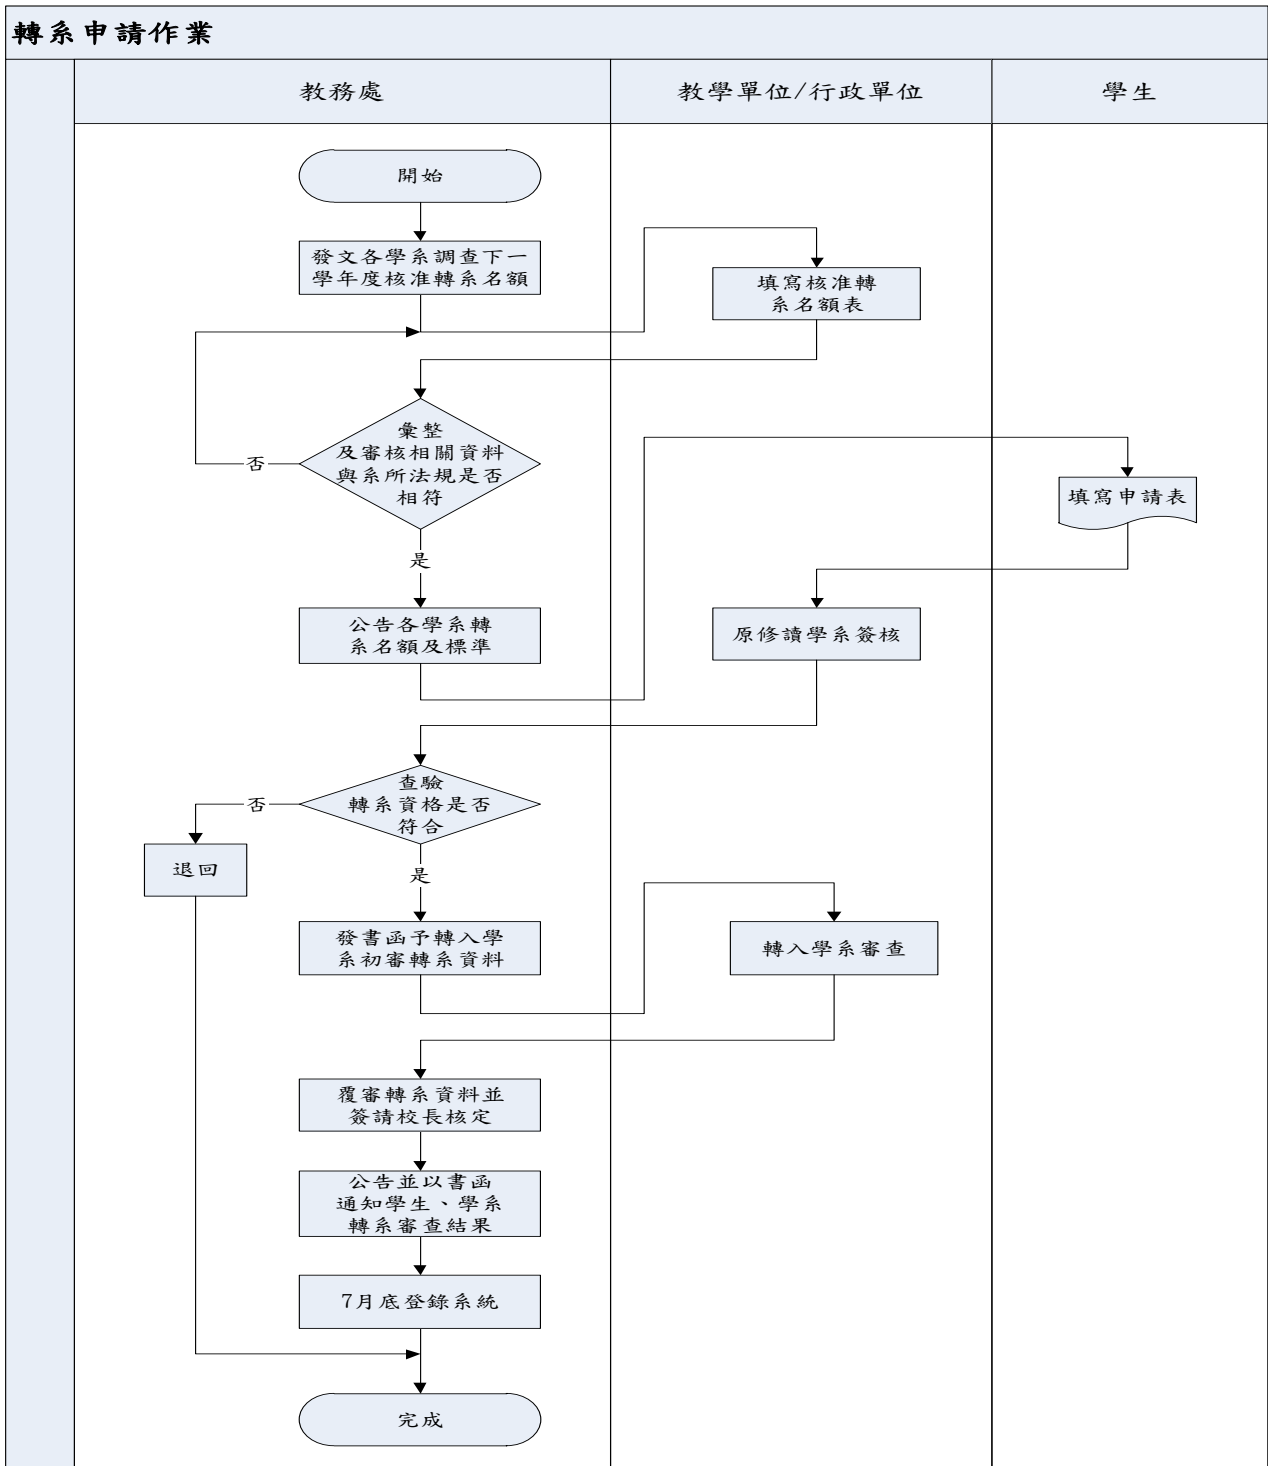 轉系申請作業
教務處
教學單位/行政單位
學生
開始
發文各學系調查下一
學年度核准轉系名額
填寫核准轉
系名額表
彙整
及審核相關資料
與系所法規是否
相符
否
是
填寫申請表
公告各學系轉
系名額及標準
原修讀學系簽核
查驗
轉系資格是否
符合
否
退回
是
發書函予轉入學
系初審轉系資料
轉入學系審查
覆審轉系資料並
簽請校長核定
公告並以書函
通知學生、學系
轉系審查結果
7月底登錄系統
完成